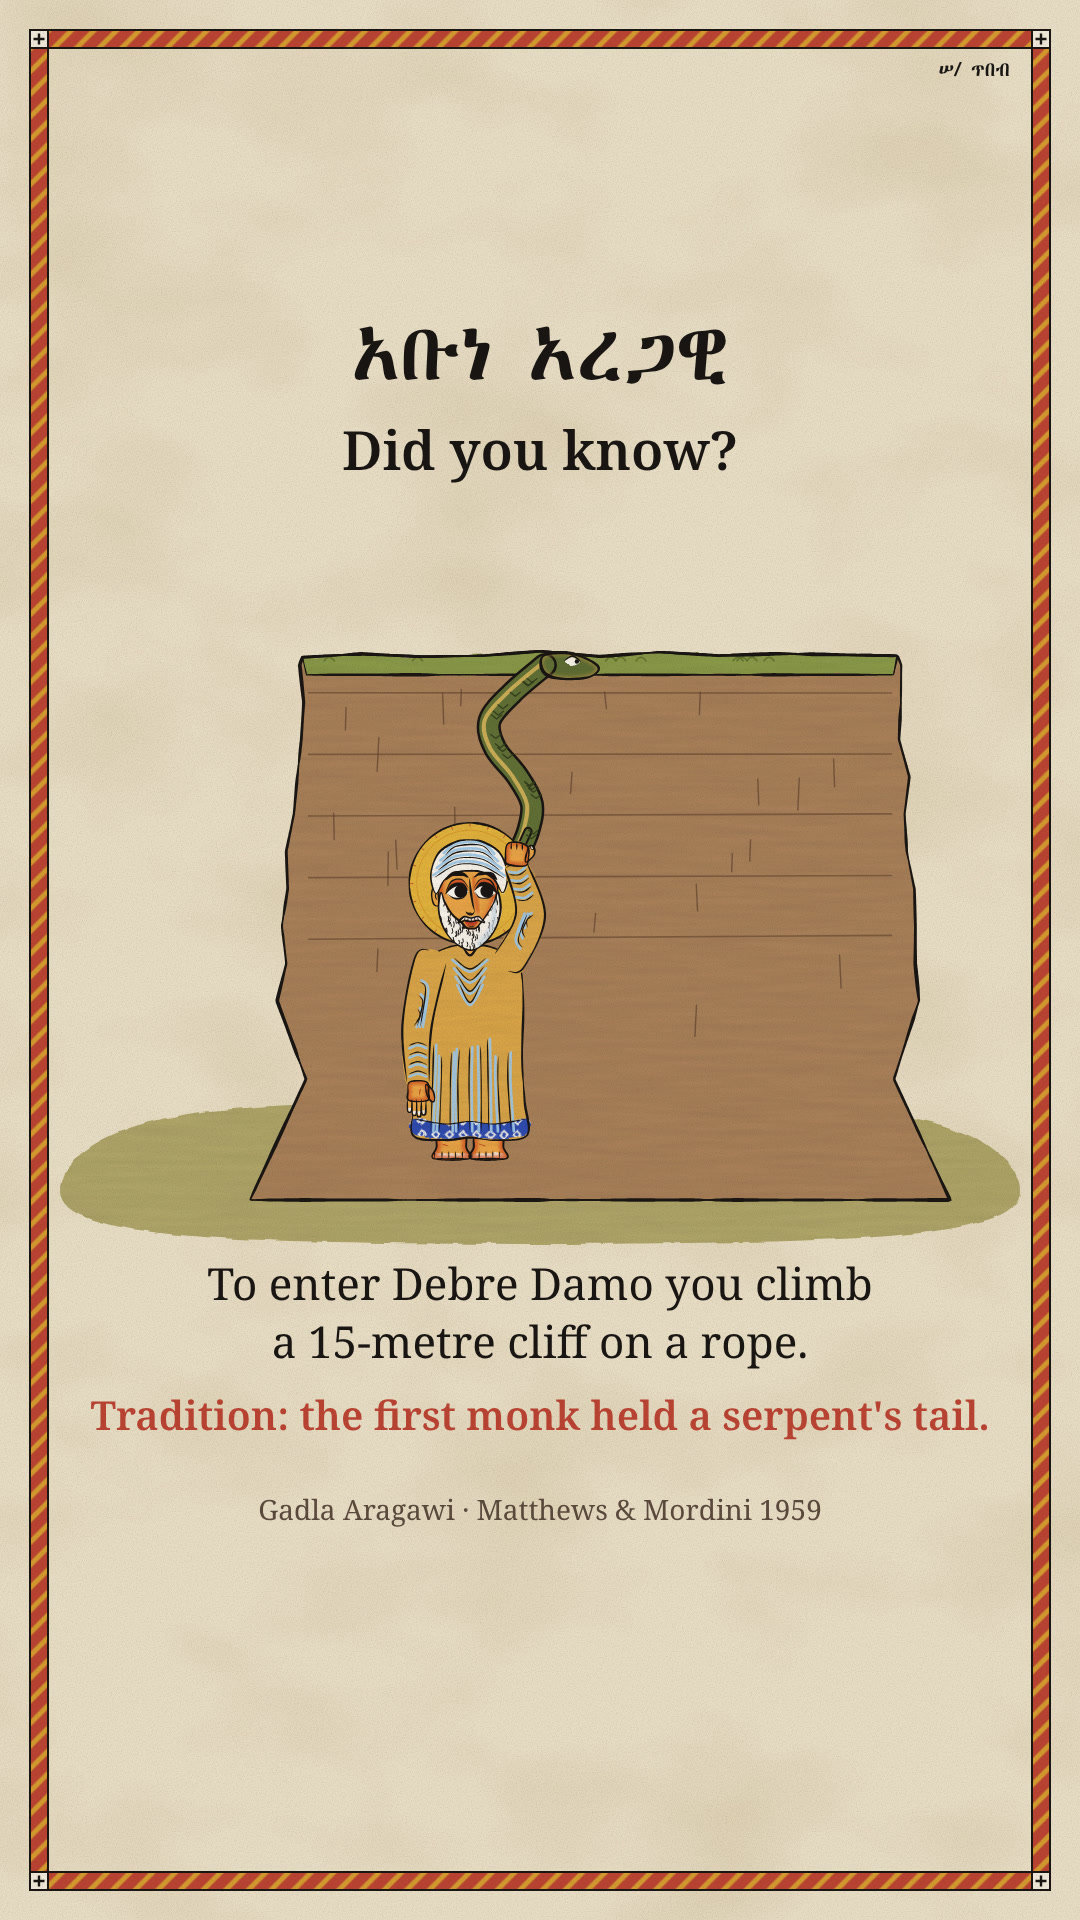 ሠ/ ጥበብ
አቡነ አረጋዊ
Did you know?
To enter Debre Damo you climb
a 15-metre cliff on a rope.
Tradition: the first monk held a serpent's tail.
Gadla Aragawi · Matthews & Mordini 1959